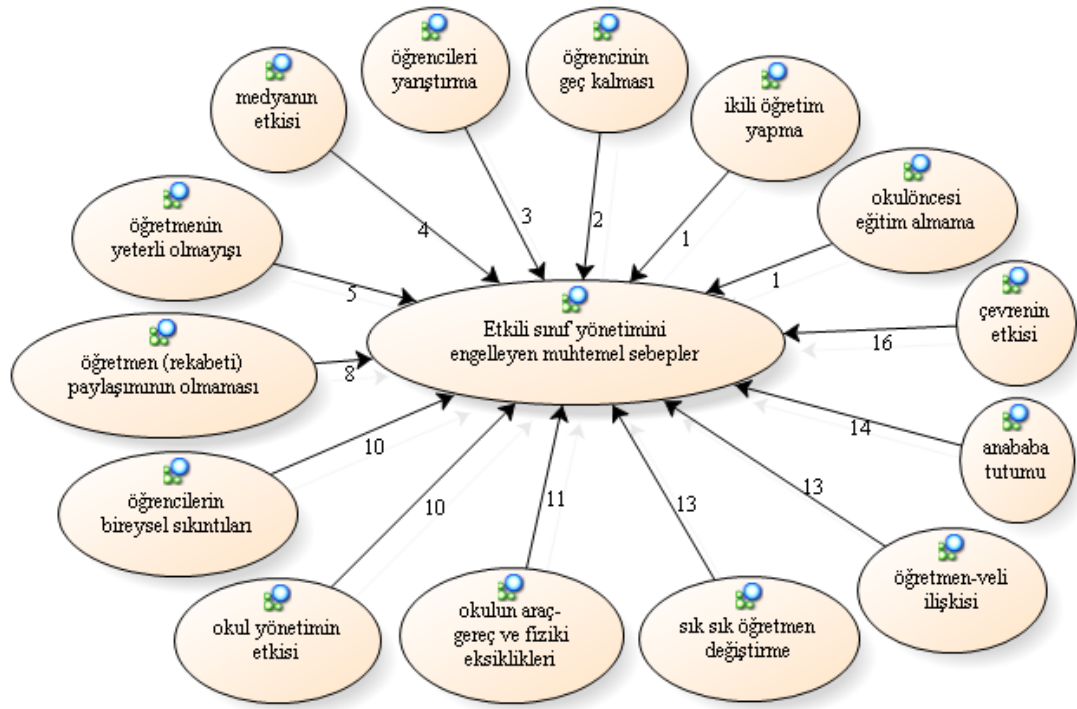 öğrencileri
yarıştırma
öğrencinin
geç kalması
medyanın
etkisi
ikili öğretim
yapma
okulöncesi
eğitim almama
öğretmenin
yeterli olmayışı
çevrenin
etkisi
öğretmen (rekabeti)
paylaşımının olmaması
Etkili sınıf yönetimini
engelleyen muhtemel sebepler
anababa
tutumu
öğrencilerin
bireysel sıkıntıları
öğretmen-veli
ilişkisi
okul yönetimin
etkisi
okulun araç-
gereç ve fiziki
eksiklikleri
sık sık öğretmen
değiştirme
4
3
2
1
1
5
16
8
14
10
10
11
13
13